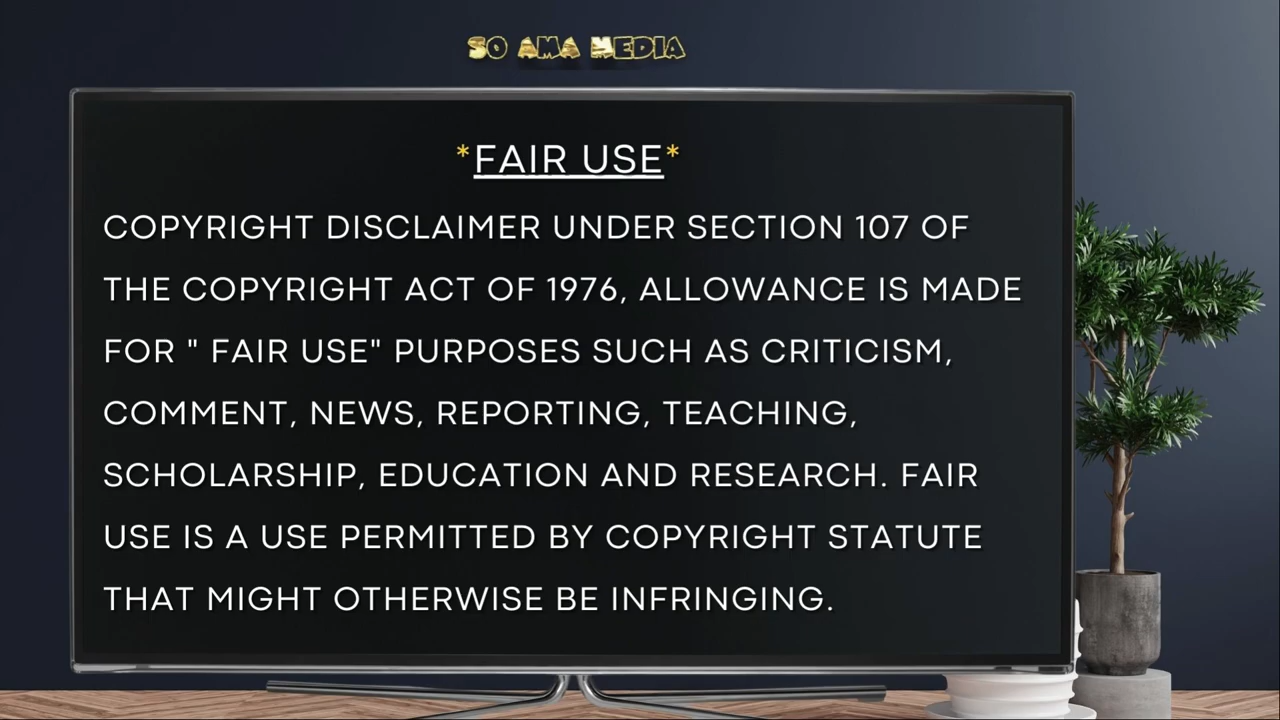 SO AMA MEDIA
*FAIR USE*
COPYRIGHT DISCLAIMER UNDER SECTION 107 OF
THE COPYRIGHT ACT OF 1976, ALLOWANCE IS MADE
FOR " FAIR USE" PURPOSES SUCH AS CRITICISM,
COMMENT, NEWS, REPORTING, TEACHING,
SCHOLARSHIP, EDUCATION AND RESEARCH. FAIR
USE IS A USE PERMITTED BY COPYRIGHT STATUTE
THAT MIGHT OTHERWISE BE INFRINGING.